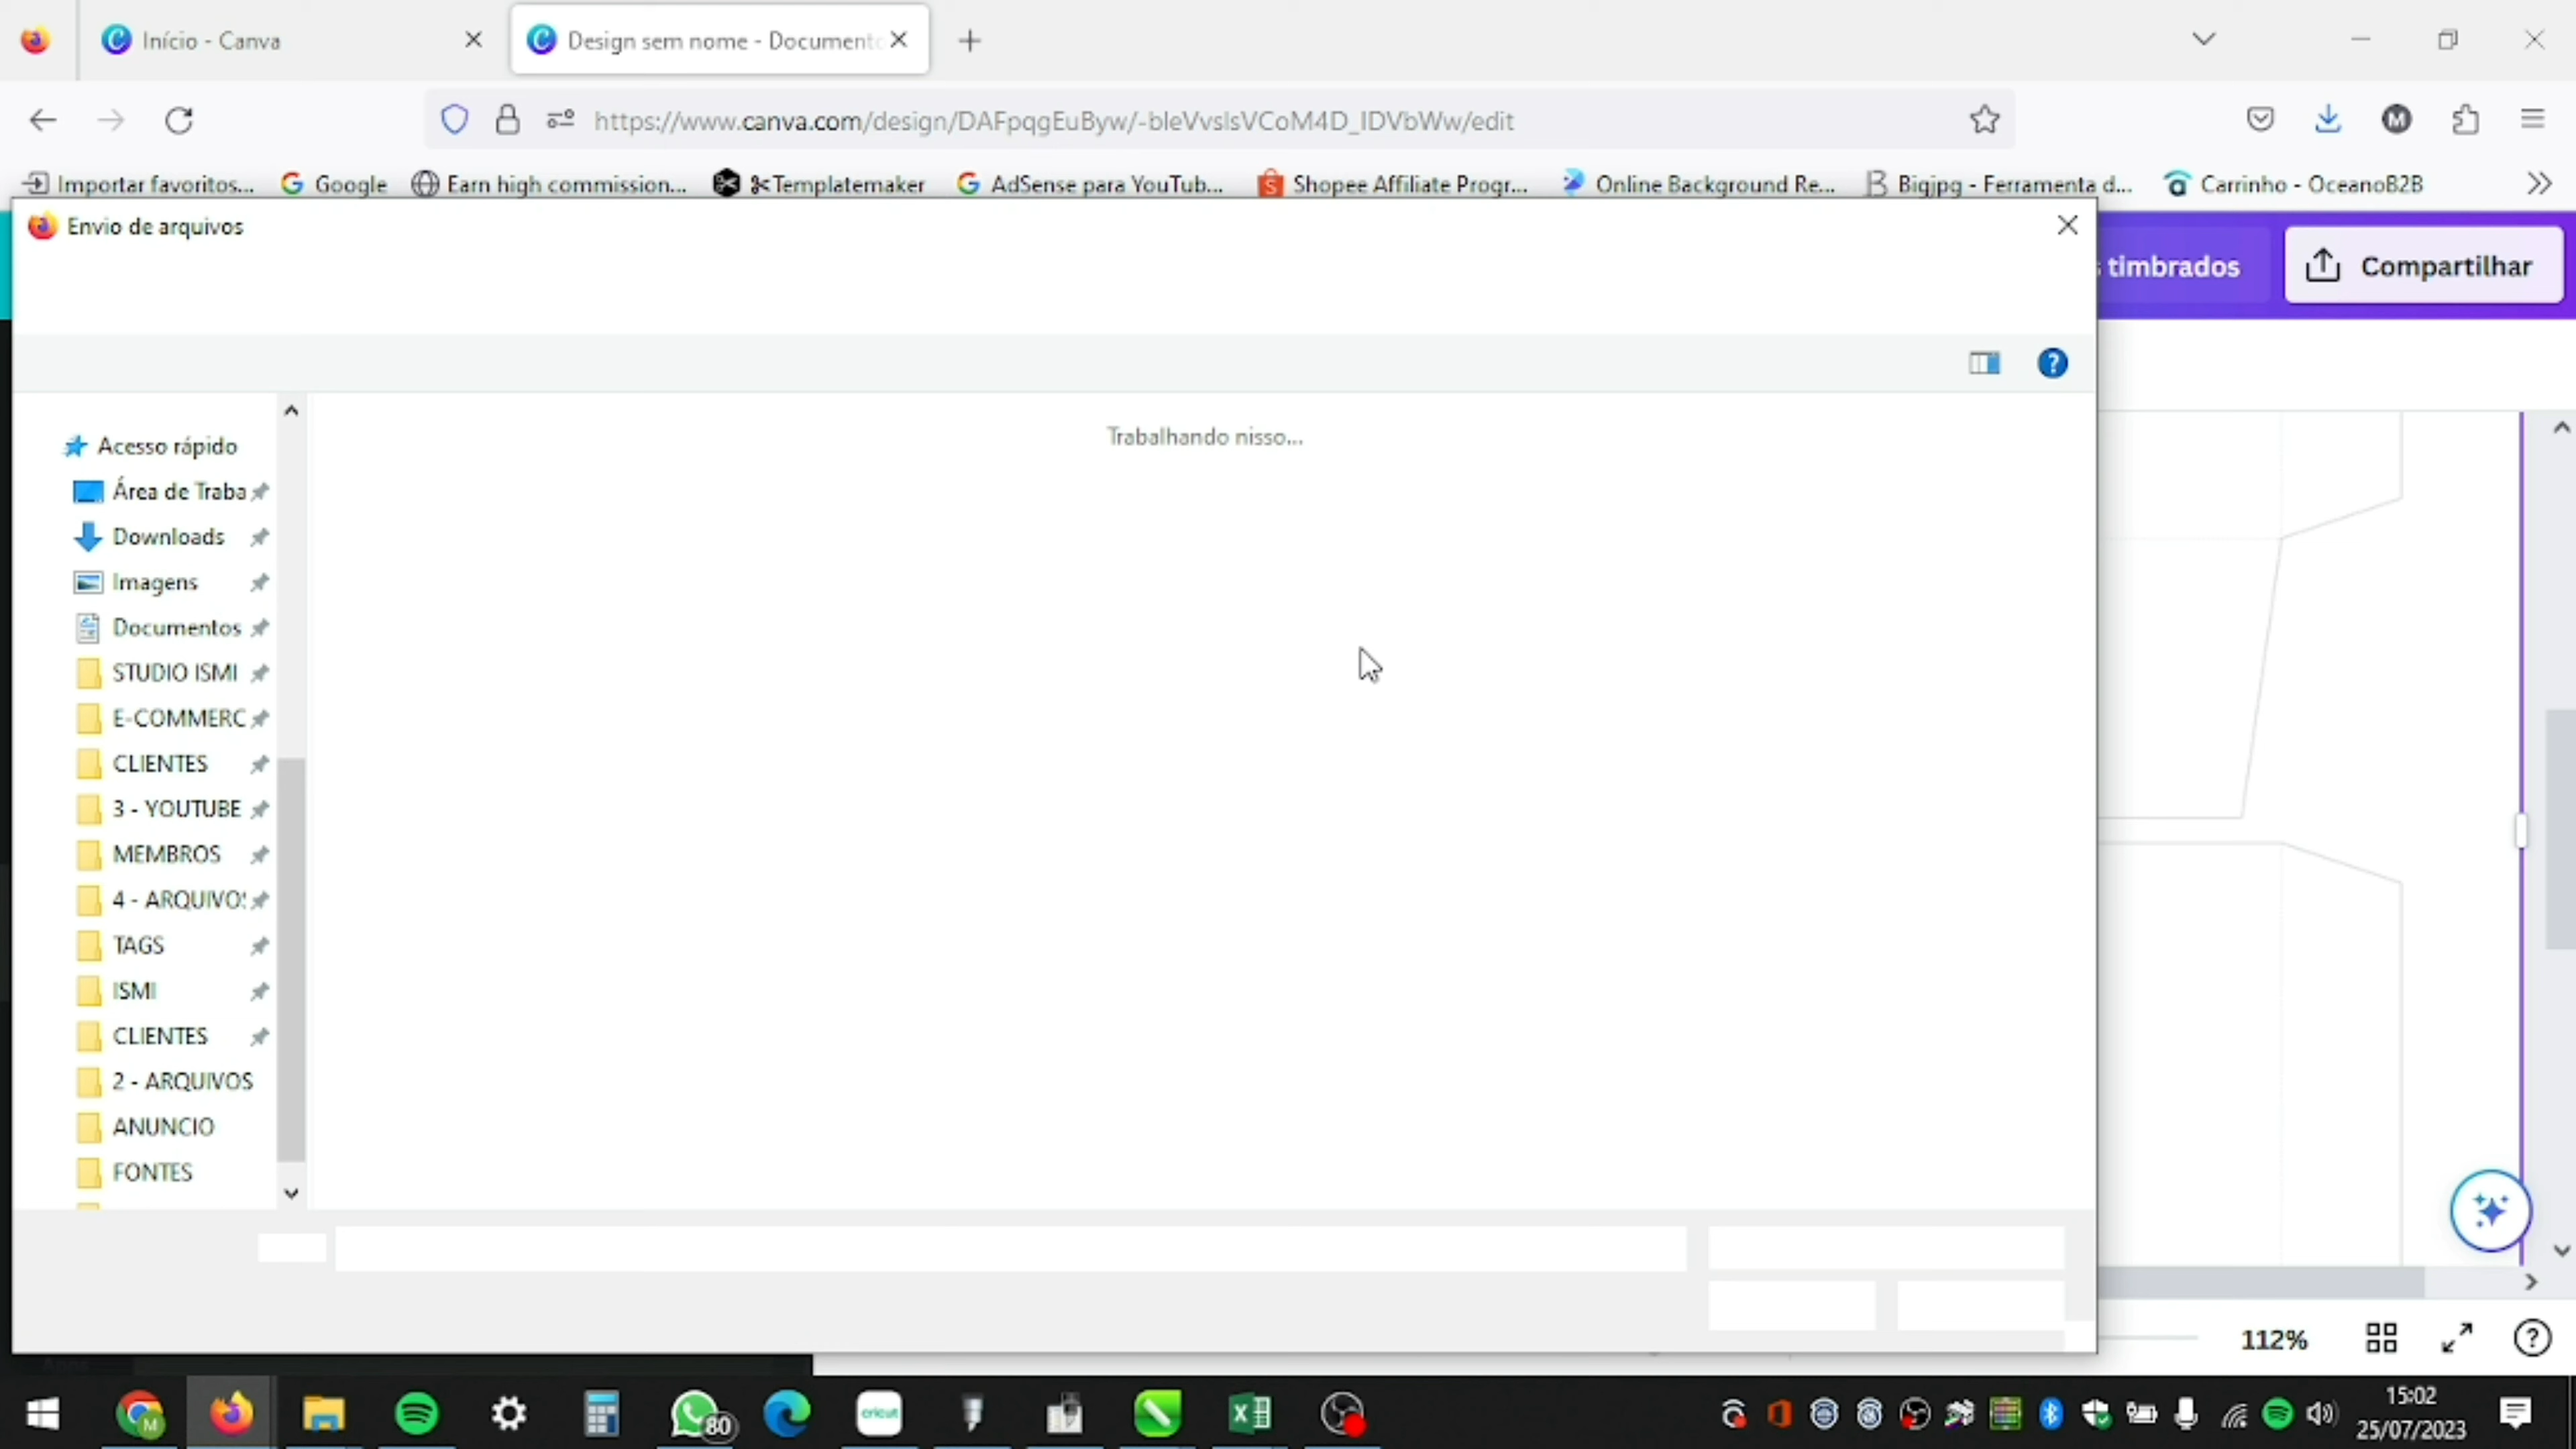 Início - Canva
Design sem nome - Documento
https://www.canva.com/design/DAFpqgEuByw/-bleVvslsVCoM4D_IDVbWw/edit
Importar favoritos...
Google
Earn high commission...
Templatemaker
AdSense para YouTub...
Shopee Affiliate Progr...
Online Background Re...
Bigjpg - Ferramenta d...
Carrinho - OceanoB2B
Envio de arquivos
timbrados
Compartilhar
Trabalhando nisso...
Acesso rápido
Área de Traba
Downloads
Imagens
Documentos
STUDIO ISMI
E-COMMERC
CLIENTES
3 - YOUTUBE
MEMBROS
4 - ARQUIVOS
TAGS
ISMI
CLIENTES
2 - ARQUIVOS
ANUNCIO
FONTES
112%
M
80
cricut
15:02
25/07/2023